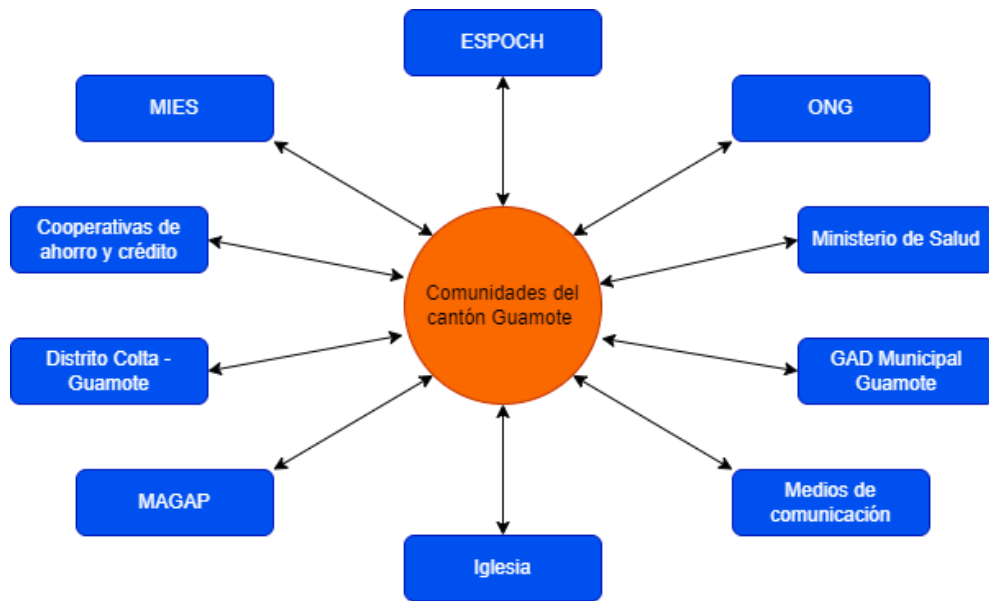 ESPOCH
MIES
ONG
Cooperativas de
ahorro y crédito
Ministerio de Salud
Comunidades del
cantón Guamote
Distrito Colta -
Guamote
GAD Municipal
Guamote
MAGAP
Medios de
comunicación
Iglesia